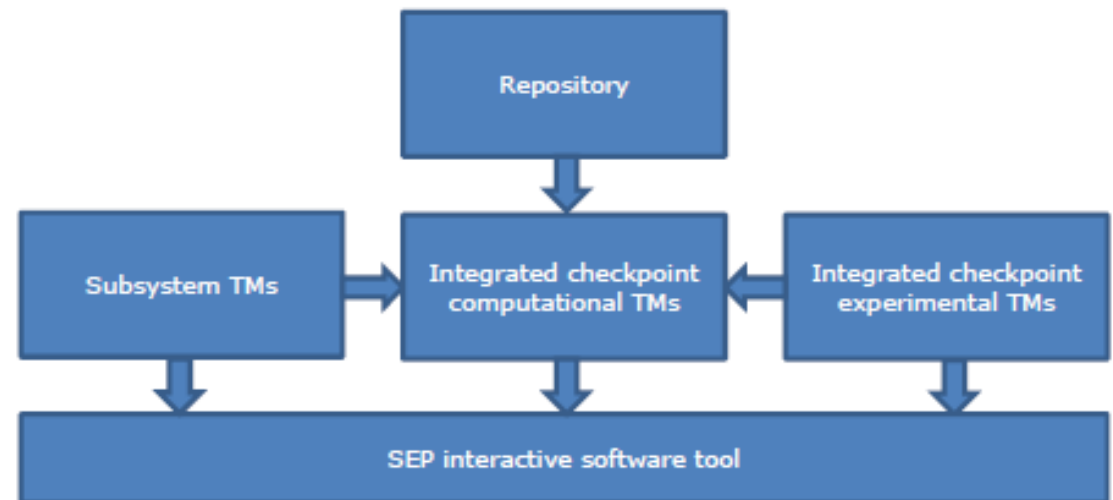 Repository
Subsystem TMs
Integrated checkpoint
computational TMs
Integrated checkpoint
experimental TMs
SEP interactive software tool